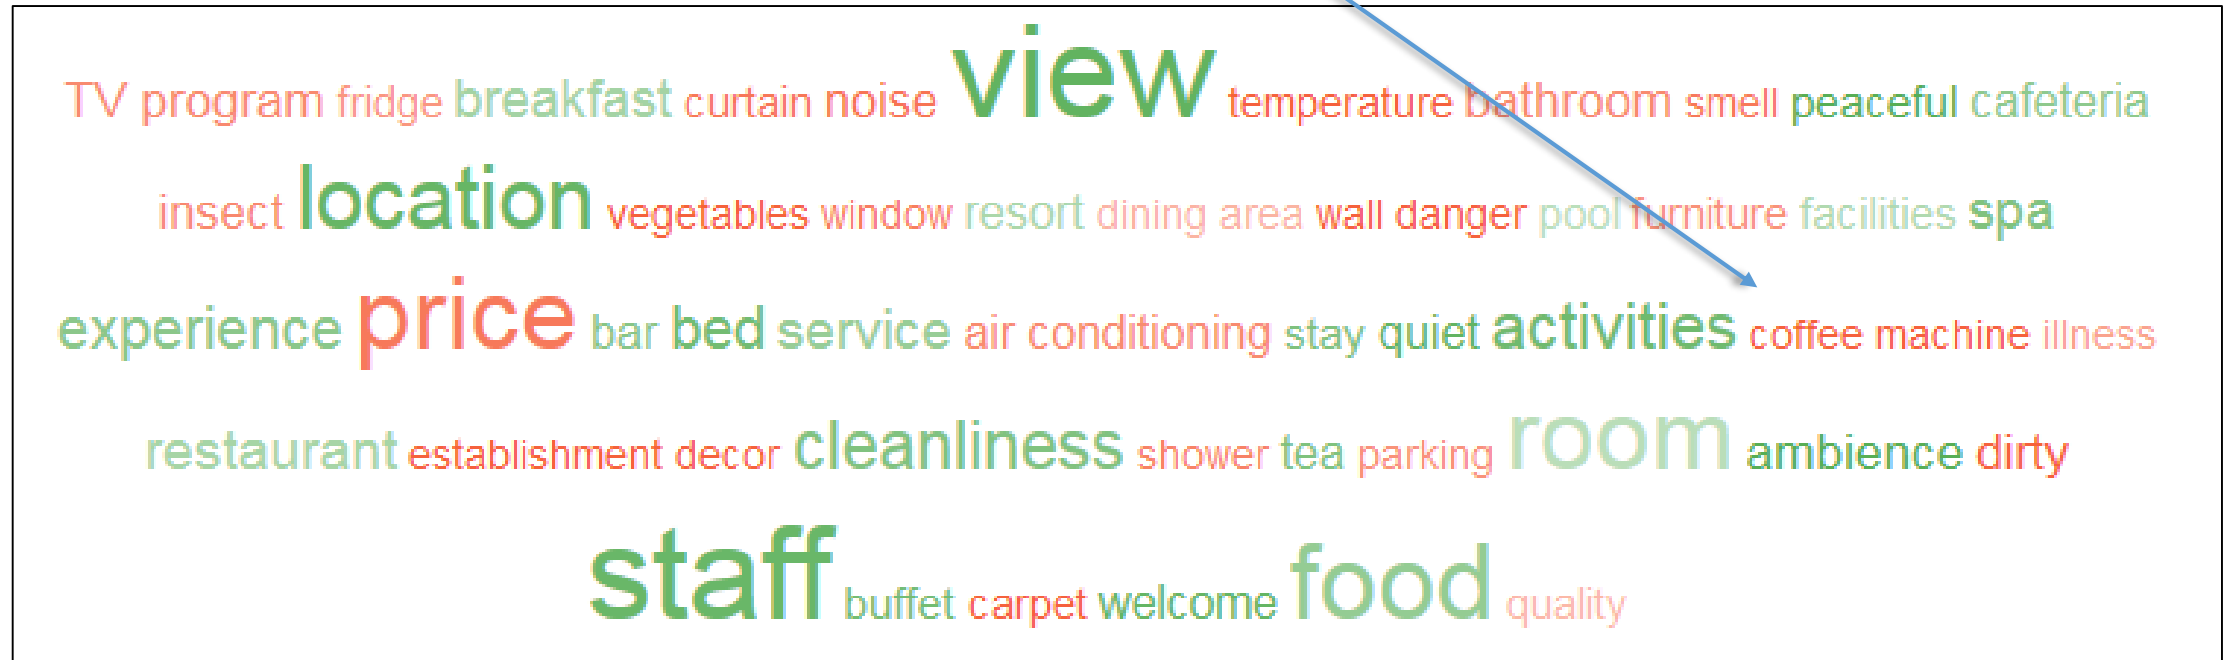 TV program fridge breakfast curtain noise view temperature bathroom smell peaceful cafeteria
insect location vegetables window resort dining area wall danger pool furniture facilities spa
experience price bar bed service air conditioning stay quiet activities coffee machine illness
restaurant establishment decor cleanliness shower tea parking room ambience dirty
staff buffet carpet welcome food quality